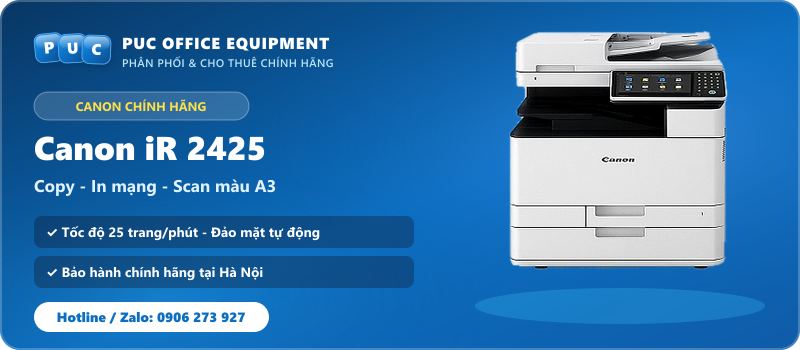 PUC
PUC OFFICE EQUIPMENT
PHÂN PHỐI & CHO THUÊ CHÍNH HÃNG
CANON CHÍNH HÃNG
Canon iR 2425
Copy - In mạng - Scan màu A3
✓ Tốc độ 25 trang/phút - Đảo mặt tự động
✓ Bảo hành chính hãng tại Hà Nội
Hotline / Zalo: 0906 273 927
Canon